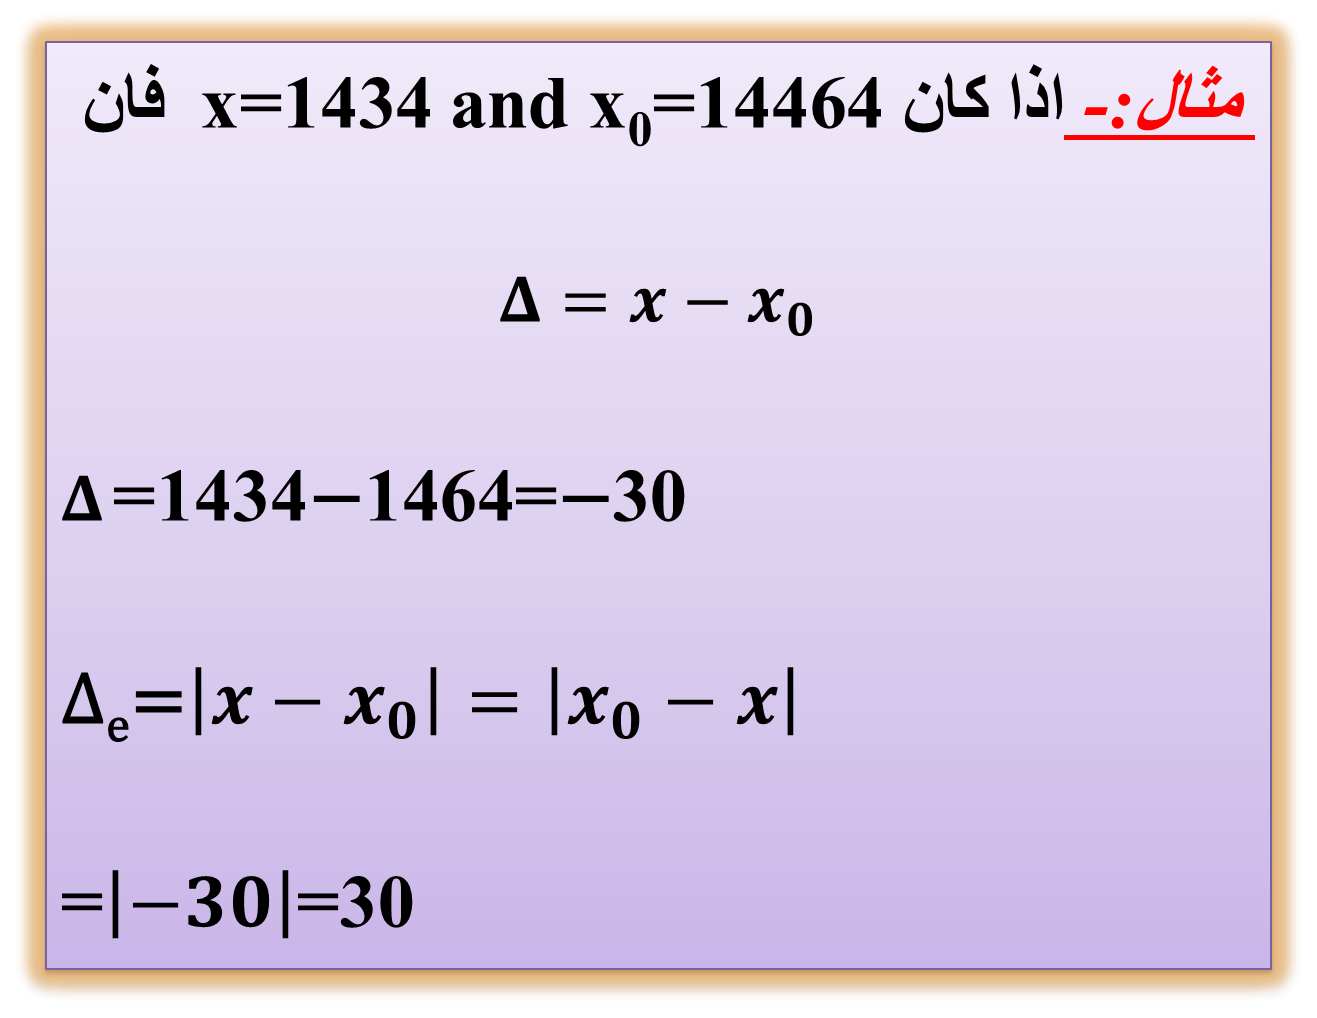 مثال:- اذا كان x=1434 and x₀=14464 فان
Δ = x − x₀
Δ=1434−1464=−30
Δₑ=|x − x₀| = |x₀ − x|
=|−30|=30